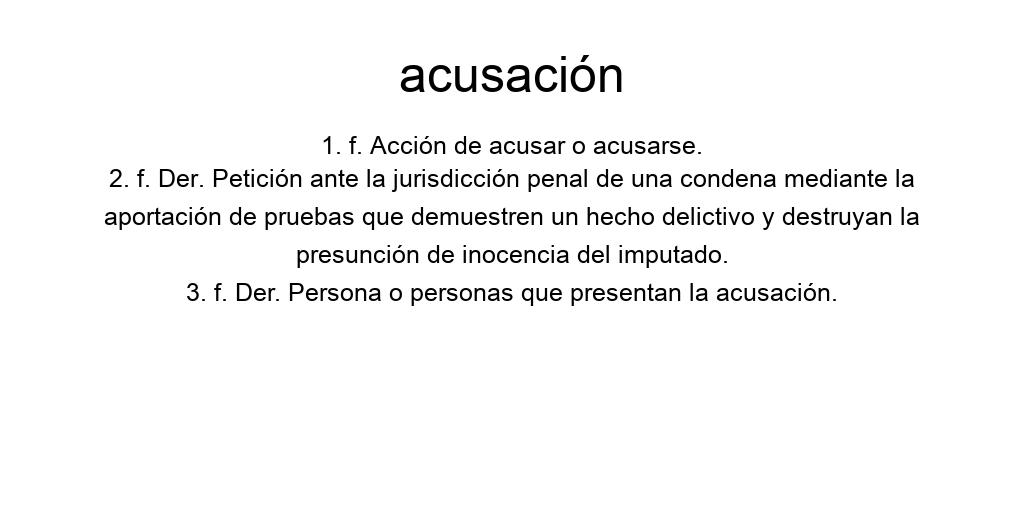 acusación
1. f. Acción de acusar o acusarse.
2. f. Der. Petición ante la jurisdicción penal de una condena mediante la
aportación de pruebas que demuestren un hecho delictivo y destruyan la
presunción de inocencia del imputado.
3. f. Der. Persona o personas que presentan la acusación.